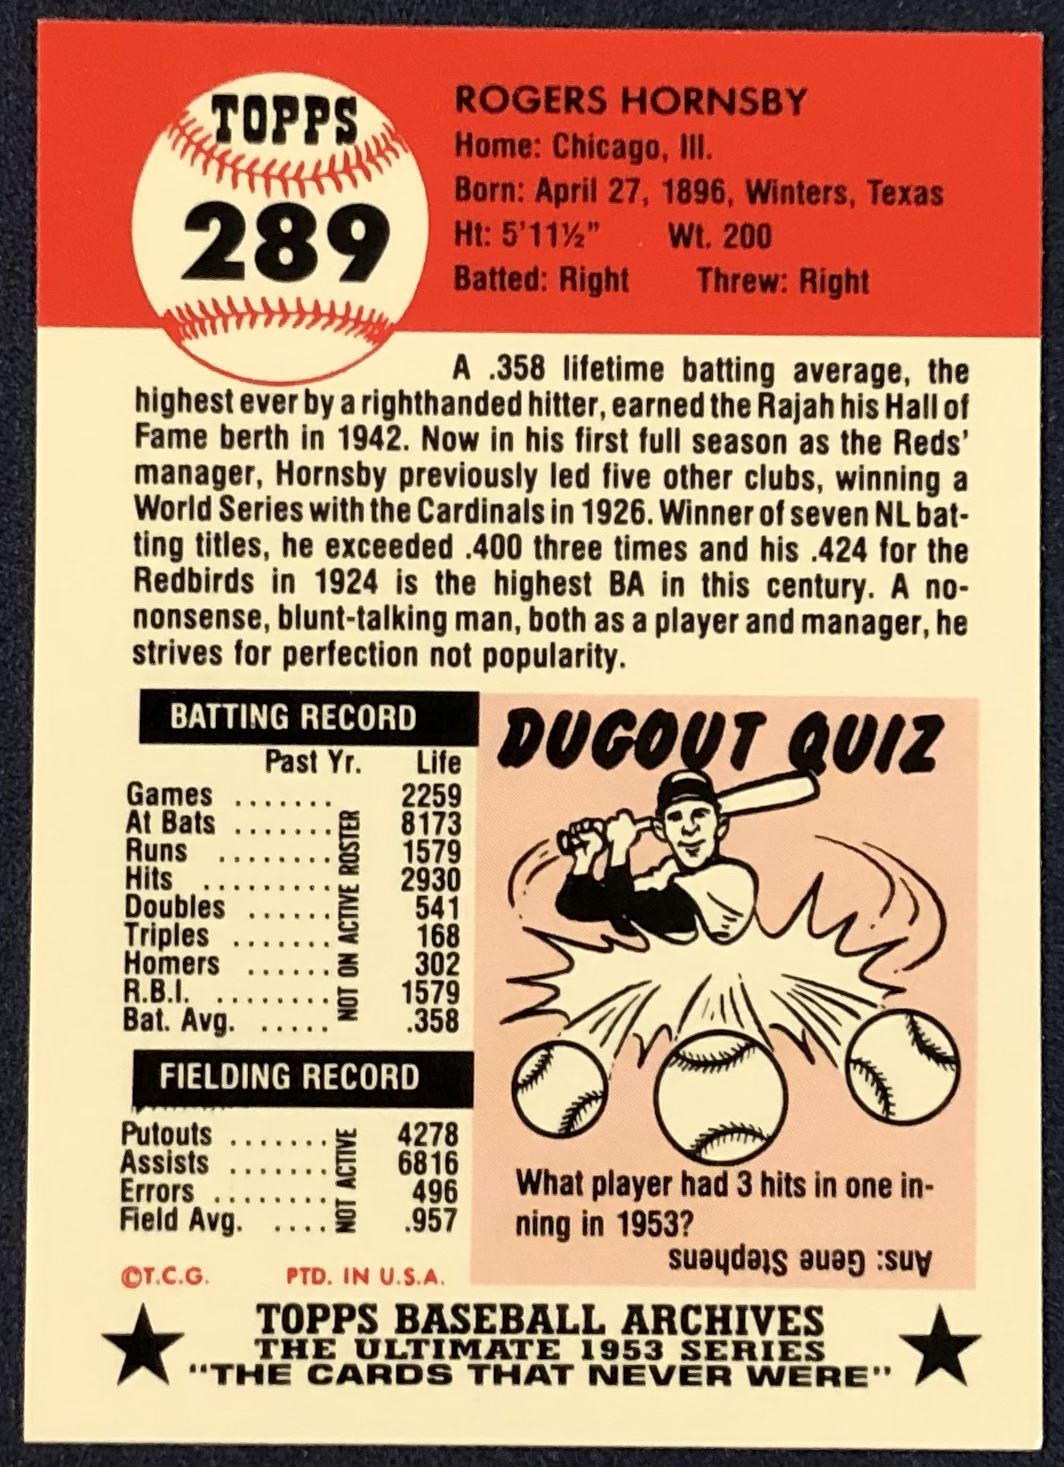 TOPPS
289
ROGERS HORNSBY
Home: Chicago, Ill.
Born: April 27, 1896, Winters, Texas
Ht: 5'11½" Wt. 200
Batted: Right Threw: Right
A .358 lifetime batting average, the
highest ever by a righthanded hitter, earned the Rajah his Hall of
Fame berth in 1942. Now in his first full season as the Reds'
manager, Hornsby previously led five other clubs, winning a
World Series with the Cardinals in 1926. Winner of seven NL bat-
ting titles, he exceeded .400 three times and his .424 for the
Redbirds in 1924 is the highest BA in this century. A no-
nonsense, blunt-talking man, both as a player and manager, he
strives for perfection not popularity.
BATTING RECORD
Past Yr. Life
Games ....... 2259
At Bats ....... 8173
Runs ........ 1579
Hits ......... 2930
Doubles ...... 541
Triples ....... 168
Homers ...... 302
R.B.I. ........ 1579
Bat. Avg. ..... .358
NOT ON ACTIVE ROSTER
FIELDING RECORD
Putouts ....... 4278
Assists ....... 6816
Errors ........ 496
Field Avg. .... .957
NOT ACTIVE
DUGOUT QUIZ
What player had 3 hits in one in-
ning in 1953?
Ans: Gene Stephens
©T.C.G. PTD. IN U.S.A.
TOPPS BASEBALL ARCHIVES
THE ULTIMATE 1953 SERIES
"THE CARDS THAT NEVER WERE"